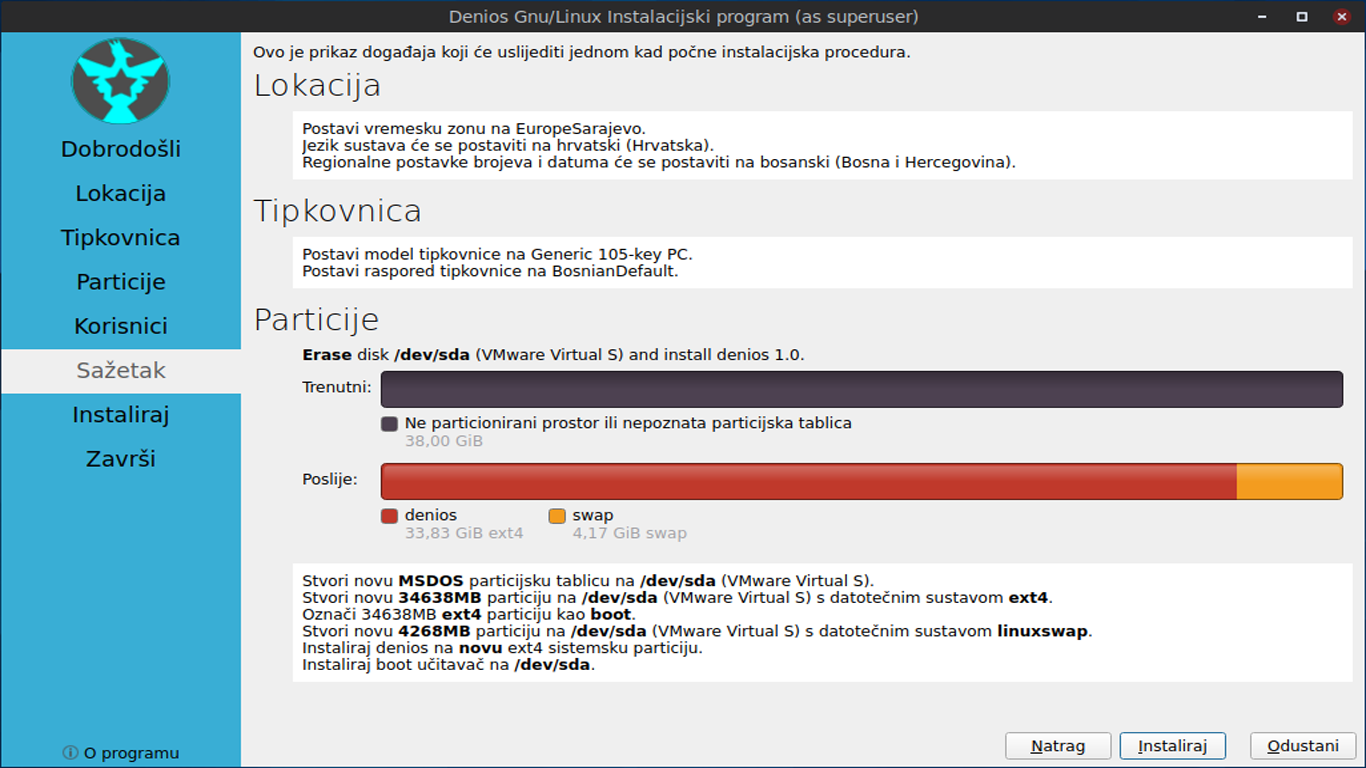 Denios Gnu/Linux Instalacijski program (as superuser)
Dobrodošli
Lokacija
Tipkovnica
Particije
Korisnici
Sažetak
Instaliraj
Završi
O programu
Ovo je prikaz događaja koji će uslijediti jednom kad počne instalacijska procedura.
Lokacija
Postavi vremesku zonu na EuropeSarajevo.
Jezik sustava će se postaviti na hrvatski (Hrvatska).
Regionalne postavke brojeva i datuma će se postaviti na bosanski (Bosna i Hercegovina).
Tipkovnica
Postavi model tipkovnice na Generic 105-key PC.
Postavi raspored tipkovnice na BosnianDefault.
Particije
Erase disk /dev/sda (VMware Virtual S) and install denios 1.0.
Trenutni:
Ne particionirani prostor ili nepoznata particijska tablica
38,00 GiB
Poslije:
denios swap
33,83 GiB ext4 4,17 GiB swap
Stvori novu MSDOS particijsku tablicu na /dev/sda (VMware Virtual S).
Stvori novu 34638MB particiju na /dev/sda (VMware Virtual S) s datotečnim sustavom ext4.
Označi 34638MB ext4 particiju kao boot.
Stvori novu 4268MB particiju na /dev/sda (VMware Virtual S) s datotečnim sustavom linuxswap.
Instaliraj denios na novu ext4 sistemsku particiju.
Instaliraj boot učitavač na /dev/sda.
Natrag Instaliraj Odustani